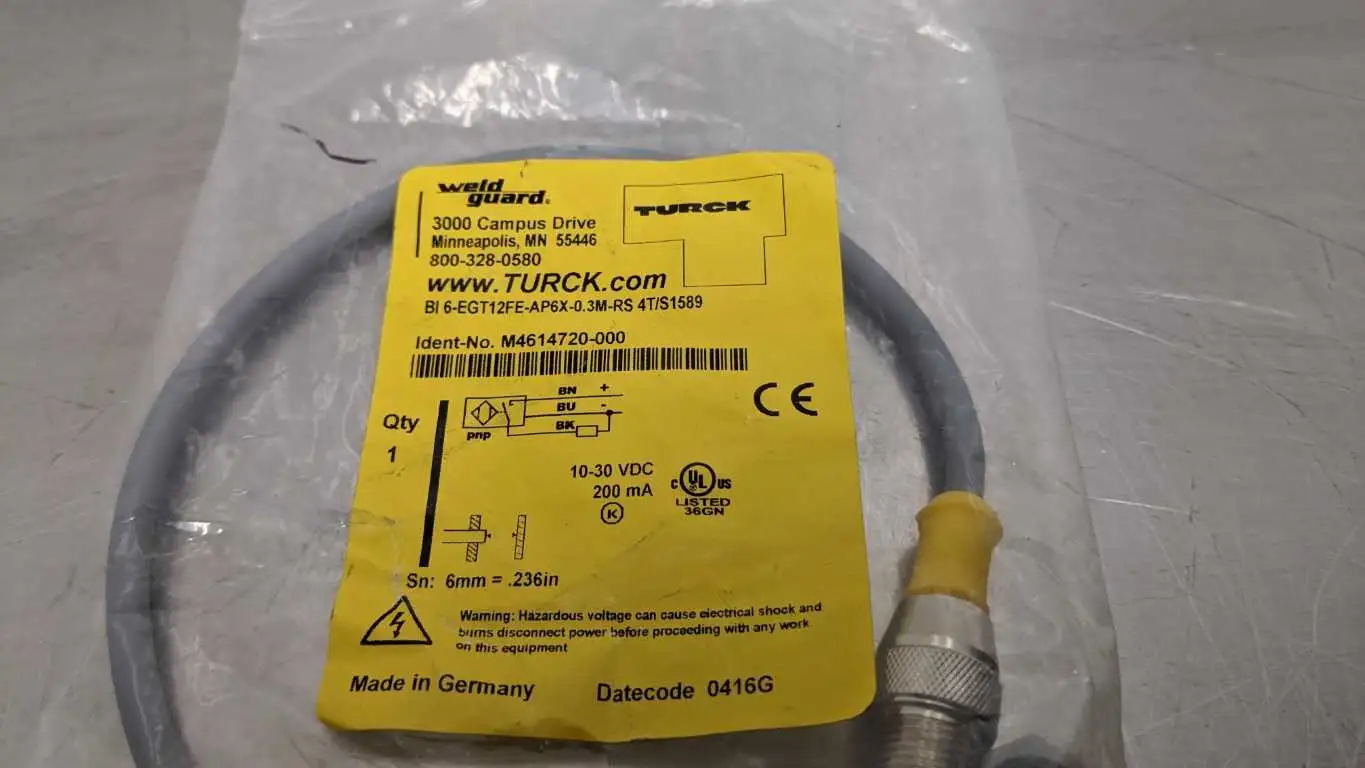 weld
guard®
3000 Campus Drive
Minneapolis, MN 55446
800-328-0580
TURCK
www.TURCK.com
BI 6-EGT12FE-AP6X-0.3M-RS 4T/S1589
Ident-No. M4614720-000
Qty
1
BN +
BU -
BK
pnp
CE
10-30 VDC
200 mA
K
C UL US
LISTED
36GN
Sn: 6mm = .236in
Warning: Hazardous voltage can cause electrical shock and
burns disconnect power before proceeding with any work
on this equipment
Made in Germany
Datecode 0416G